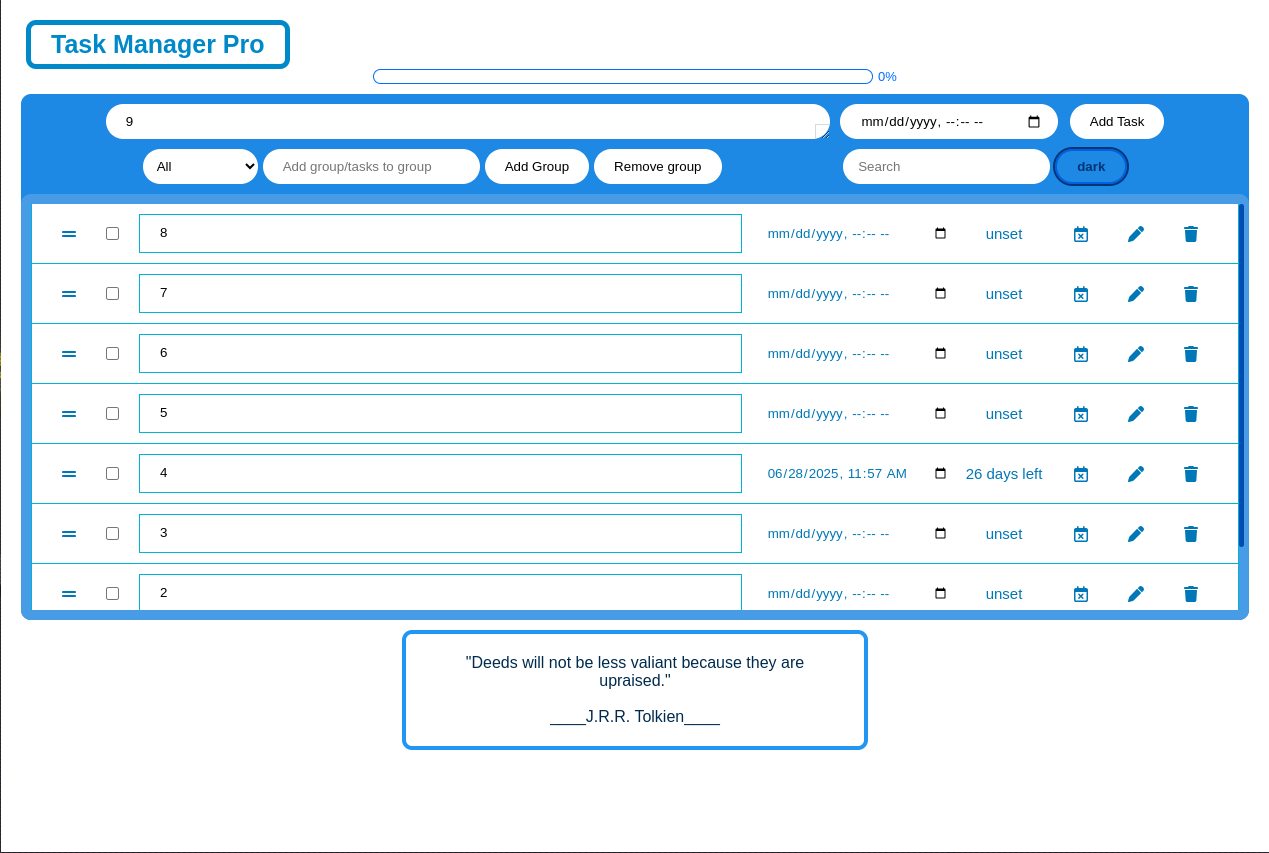 Task Manager Pro
0%
9 mm/dd/yyyy, --:-- -- Add Task
All Add group/tasks to group Add Group Remove group Search dark
8 mm/dd/yyyy, --:-- -- unset
7 mm/dd/yyyy, --:-- -- unset
6 mm/dd/yyyy, --:-- -- unset
5 mm/dd/yyyy, --:-- -- unset
4 06/28/2025, 11:57 AM 26 days left
3 mm/dd/yyyy, --:-- -- unset
2 mm/dd/yyyy, --:-- -- unset
"Deeds will not be less valiant because they are
upraised."
____J.R.R. Tolkien____